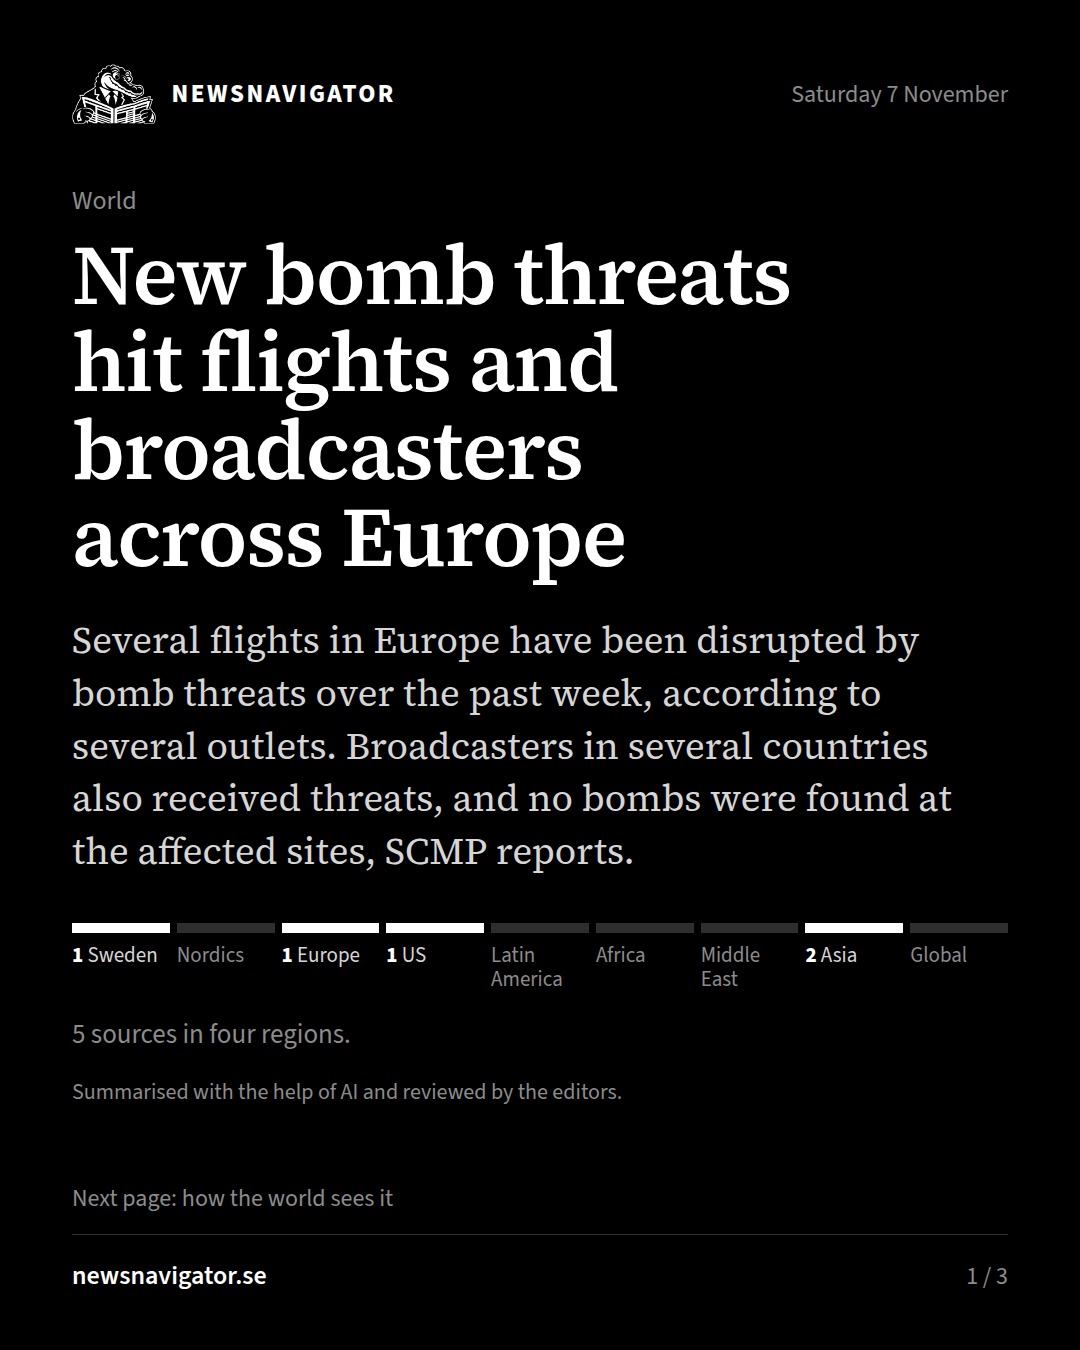 NEWSNAVIGATOR
Saturday 7 November
World
New bomb threats
hit flights and
broadcasters
across Europe
Several flights in Europe have been disrupted by
bomb threats over the past week, according to
several outlets. Broadcasters in several countries
also received threats, and no bombs were found at
the affected sites, SCMP reports.
1 Sweden
Nordics
1 Europe
1 US
Latin
America
Africa
Middle
East
2 Asia
Global
5 sources in four regions.
Summarised with the help of AI and reviewed by the editors.
Next page: how the world sees it
newsnavigator.se
1 / 3